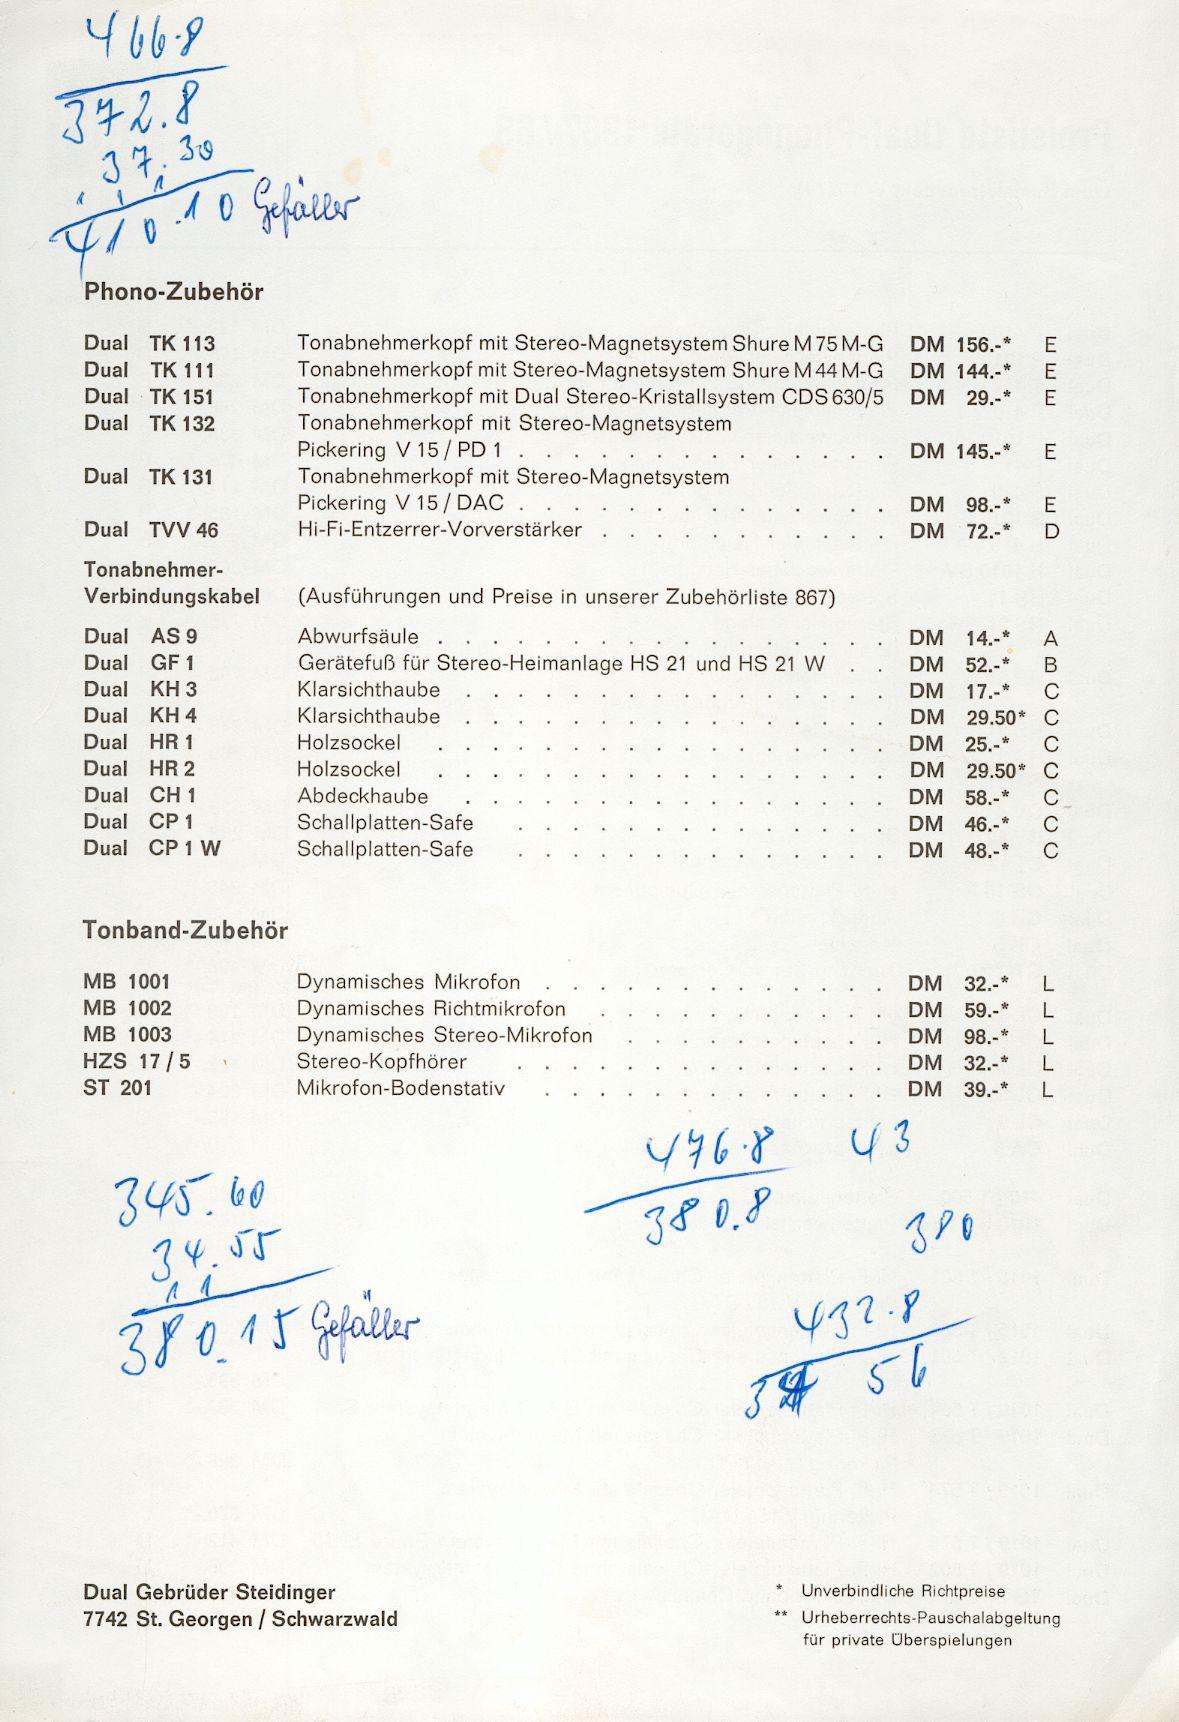 466.8
372.8
37.30
1 1 1
410.10 Gefäller
Phono-Zubehör
Dual TK 113 Tonabnehmerkopf mit Stereo-Magnetsystem Shure M 75 M-G DM 156.-* E
Dual TK 111 Tonabnehmerkopf mit Stereo-Magnetsystem Shure M 44 M-G DM 144.-* E
Dual TK 151 Tonabnehmerkopf mit Dual Stereo-Kristallsystem CDS 630/5 DM 29.-* E
Dual TK 132 Tonabnehmerkopf mit Stereo-Magnetsystem
Pickering V 15 / PD 1 . . . . . . . . . . . . . . DM 145.-* E
Dual TK 131 Tonabnehmerkopf mit Stereo-Magnetsystem
Pickering V 15 / DAC . . . . . . . . . . . . . . DM 98.-* E
Dual TVV 46 Hi-Fi-Entzerrer-Vorverstärker . . . . . . . . . . . DM 72.-* D
Tonabnehmer-
Verbindungskabel (Ausführungen und Preise in unserer Zubehörliste 867)
Dual AS 9 Abwurfsäule . . . . . . . . . . . . . . . . . DM 14.-* A
Dual GF 1 Gerätefuß für Stereo-Heimanlage HS 21 und HS 21 W . . DM 52.-* B
Dual KH 3 Klarsichthaube . . . . . . . . . . . . . . . . DM 17.-* C
Dual KH 4 Klarsichthaube . . . . . . . . . . . . . . . . DM 29.50* C
Dual HR 1 Holzsockel . . . . . . . . . . . . . . . . . DM 25.-* C
Dual HR 2 Holzsockel . . . . . . . . . . . . . . . . . DM 29.50* C
Dual CH 1 Abdeckhaube . . . . . . . . . . . . . . . . DM 58.-* C
Dual CP 1 Schallplatten-Safe . . . . . . . . . . . . . . DM 46.-* C
Dual CP 1 W Schallplatten-Safe . . . . . . . . . . . . . . DM 48.-* C
Tonband-Zubehör
MB 1001 Dynamisches Mikrofon . . . . . . . . . . . . . DM 32.-* L
MB 1002 Dynamisches Richtmikrofon . . . . . . . . . . . DM 59.-* L
MB 1003 Dynamisches Stereo-Mikrofon . . . . . . . . . . DM 98.-* L
HZS 17 / 5 Stereo-Kopfhörer . . . . . . . . . . . . . . DM 32.-* L
ST 201 Mikrofon-Bodenstativ . . . . . . . . . . . . . DM 39.-* L
476.8 43
380.8
380
345.60
34.55
1 1
380.15 Gefäller
432.8
56
Dual Gebrüder Steidinger
7742 St. Georgen / Schwarzwald
* Unverbindliche Richtpreise
** Urheberrechts-Pauschalabgeltung
für private Überspielungen